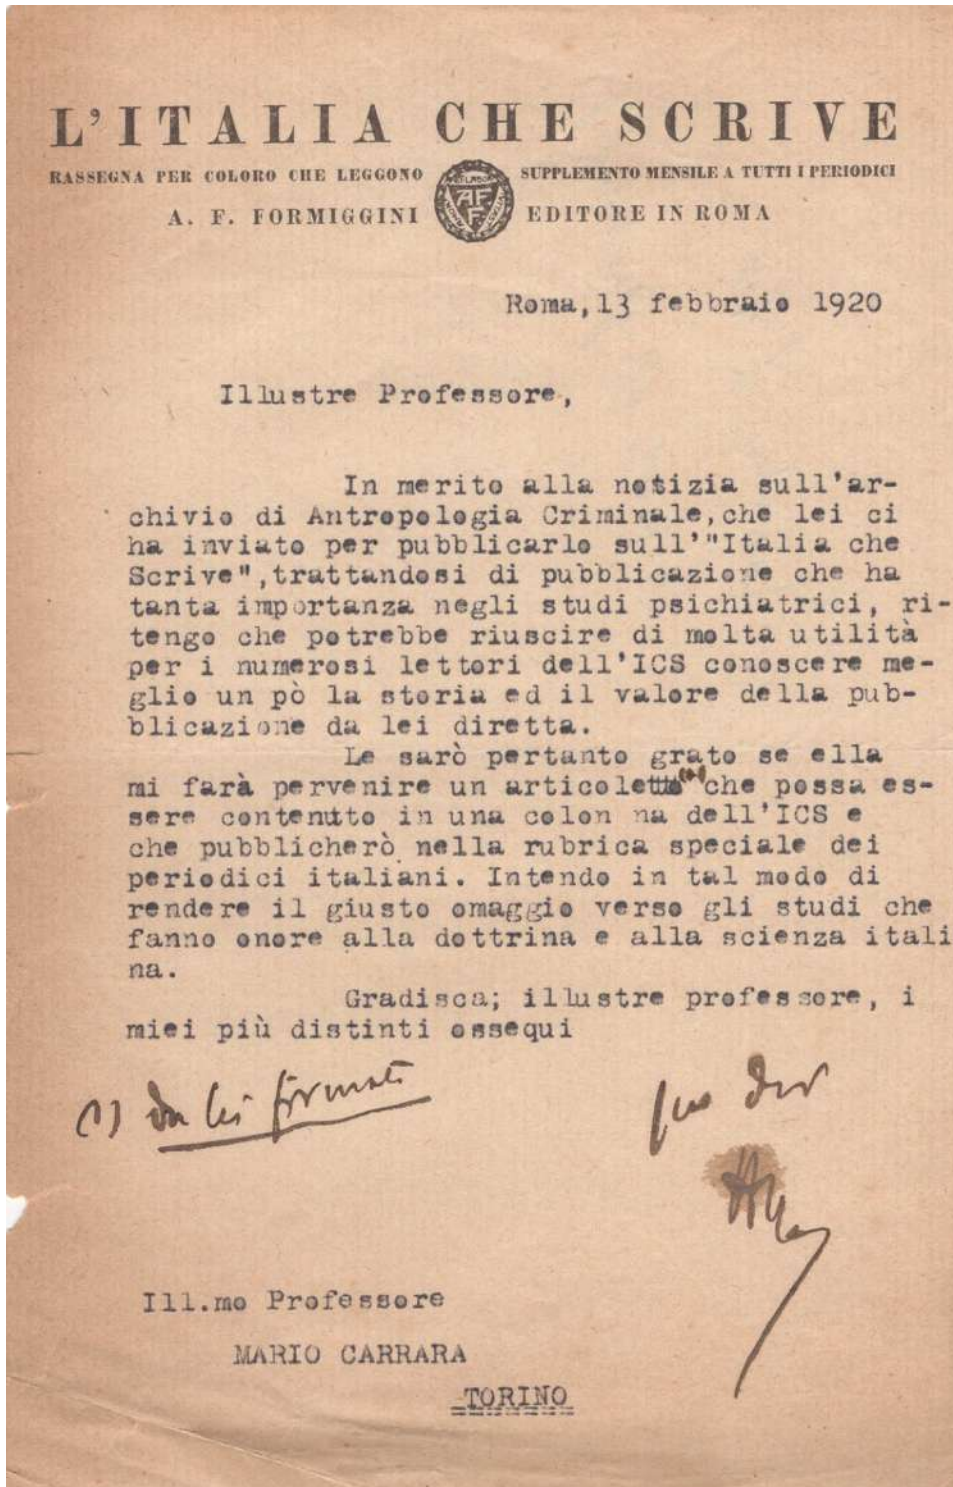 L'ITALIA CHE SCRIVE
RASSEGNA PER COLORO CHE LEGGONO SUPPLEMENTO MENSILE A TUTTI I PERIODICI
A. F. FORMIGGINI AFF EDITORE IN ROMA
Roma,13 febbraio 1920
Illustre Professore,
In merito alla notizia sull'ar-
chivio di Antropologia Criminale,che lei ci
ha inviato per pubblicarlo sull'"Italia che
Scrive",trattandosi di pubblicazione che ha
tanta importanza negli studi psichiatrici, ri-
tengo che potrebbe riuscire di molta utilità
per i numerosi lettori dell'ICS conoscere me-
glio un pò la storia ed il valore della pub-
blicazione da lei diretta.
Le sarò pertanto grato se ella
mi farà pervenire un articoletto (1) che possa es-
sere contenuto in una colon na dell'ICS e
che pubblicherò nella rubrica speciale dei
periodici italiani. Intendo in tal modo di
rendere il giusto omaggio verso gli studi che
fanno onore alla dottrina e alla scienza itali
na.
Gradisca; illustre professore, i
miei più distinti ossequi
(1) da lei firmato
Ill.mo Professore
MARIO CARRARA
TORINO